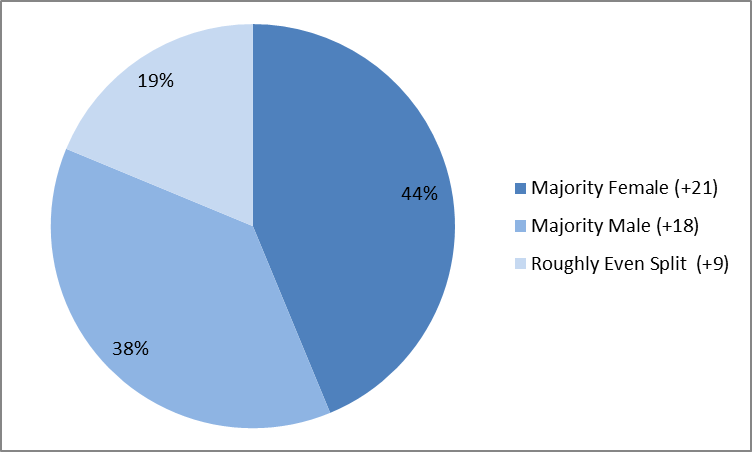 19%
44%
38%
Majority Female (+21)
Majority Male (+18)
Roughly Even Split  (+9)